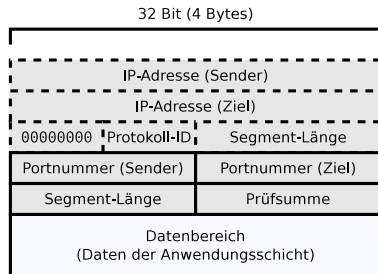 32 Bit (4 Bytes)
IP-Adresse (Sender)
IP-Adresse (Ziel)
00000000 Protokoll-ID Segment-Länge
Portnummer (Sender) Portnummer (Ziel)
Segment-Länge Prüfsumme
Datenbereich
(Daten der Anwendungsschicht)